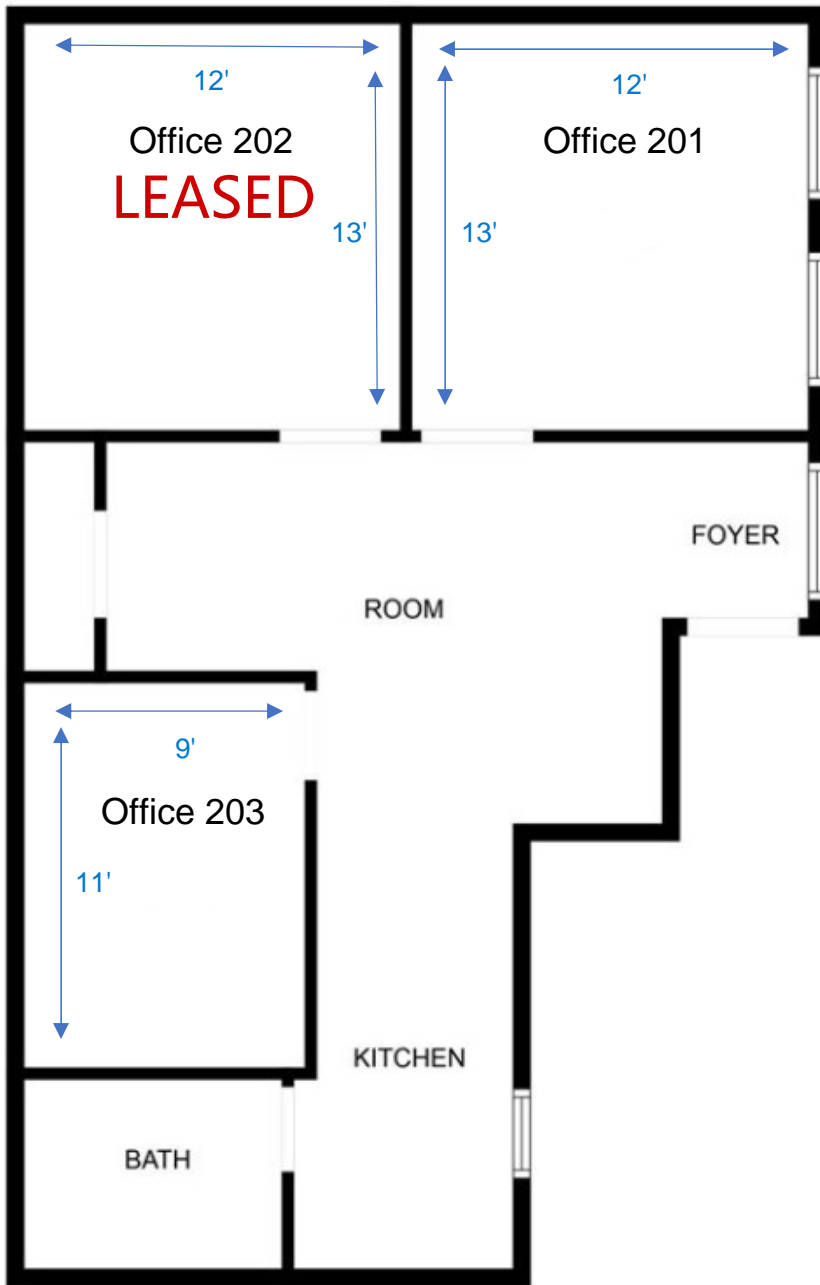 12'
Office 202
LEASED
13'
12'
Office 201
13'
FOYER
ROOM
9'
Office 203
11'
KITCHEN
BATH